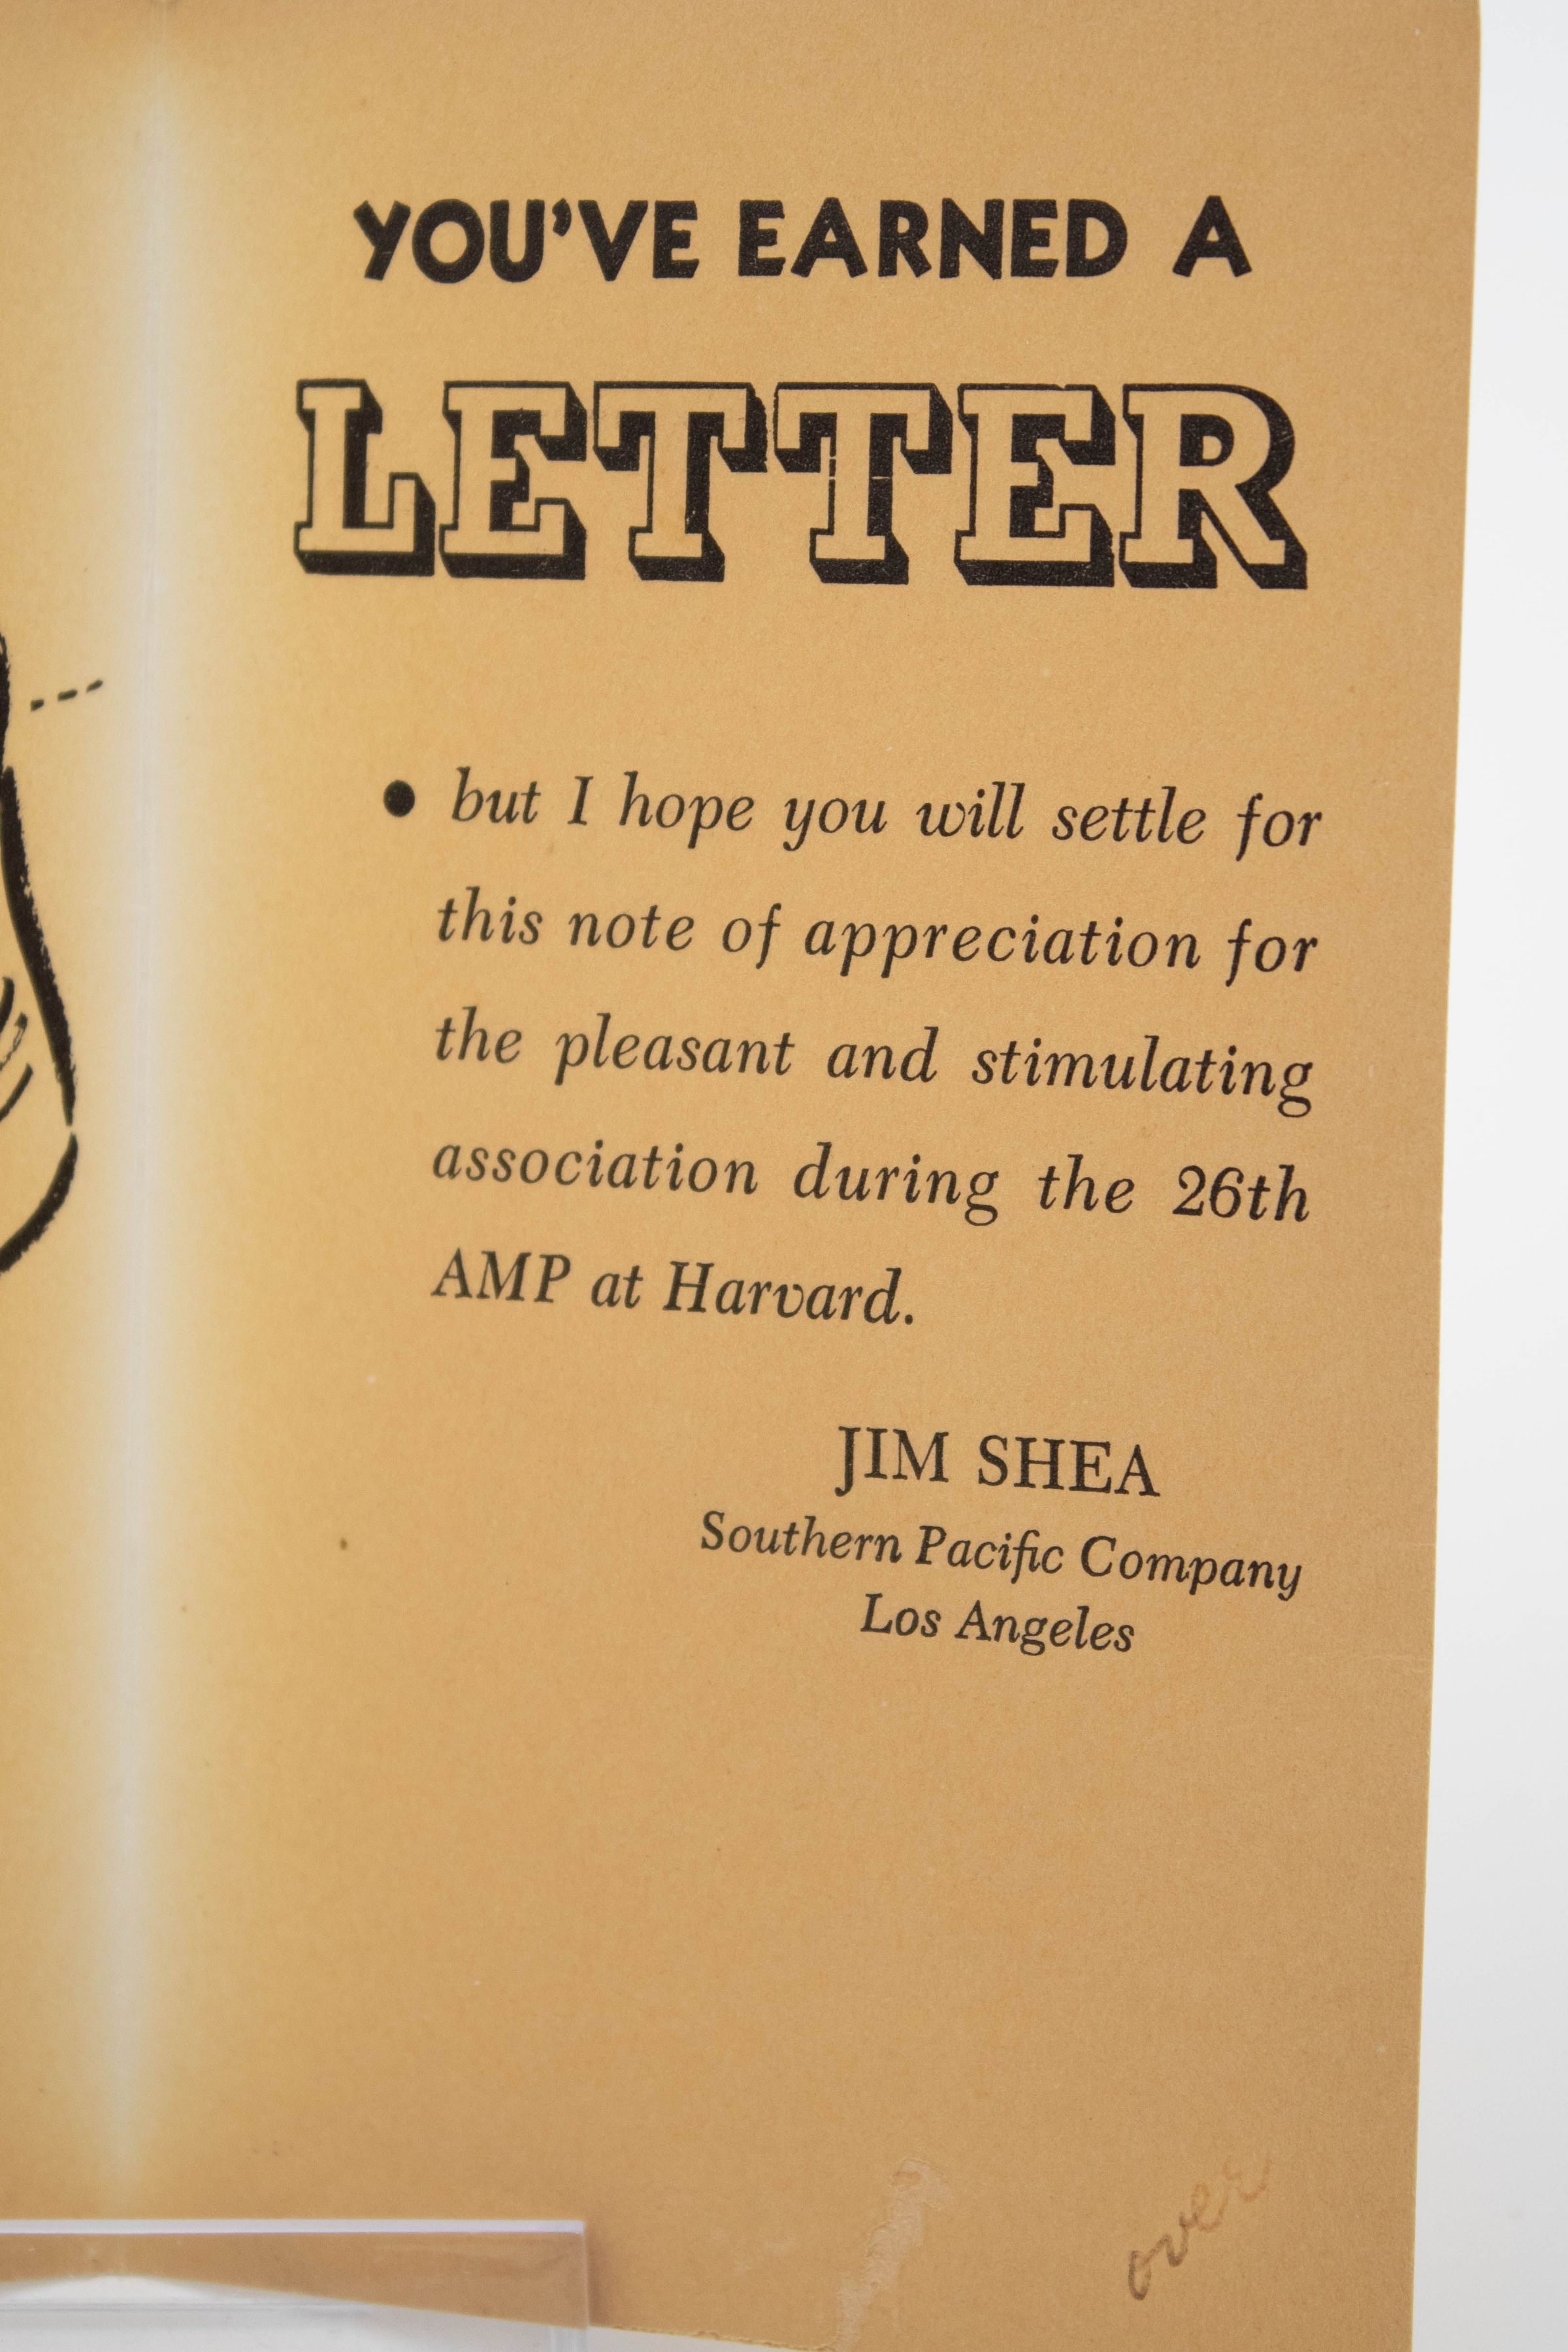 YOU'VE EARNED A
LETTER
• but I hope you will settle for
this note of appreciation for
the pleasant and stimulating
association during the 26th
AMP at Harvard.
JIM SHEA
Southern Pacific Company
Los Angeles
over